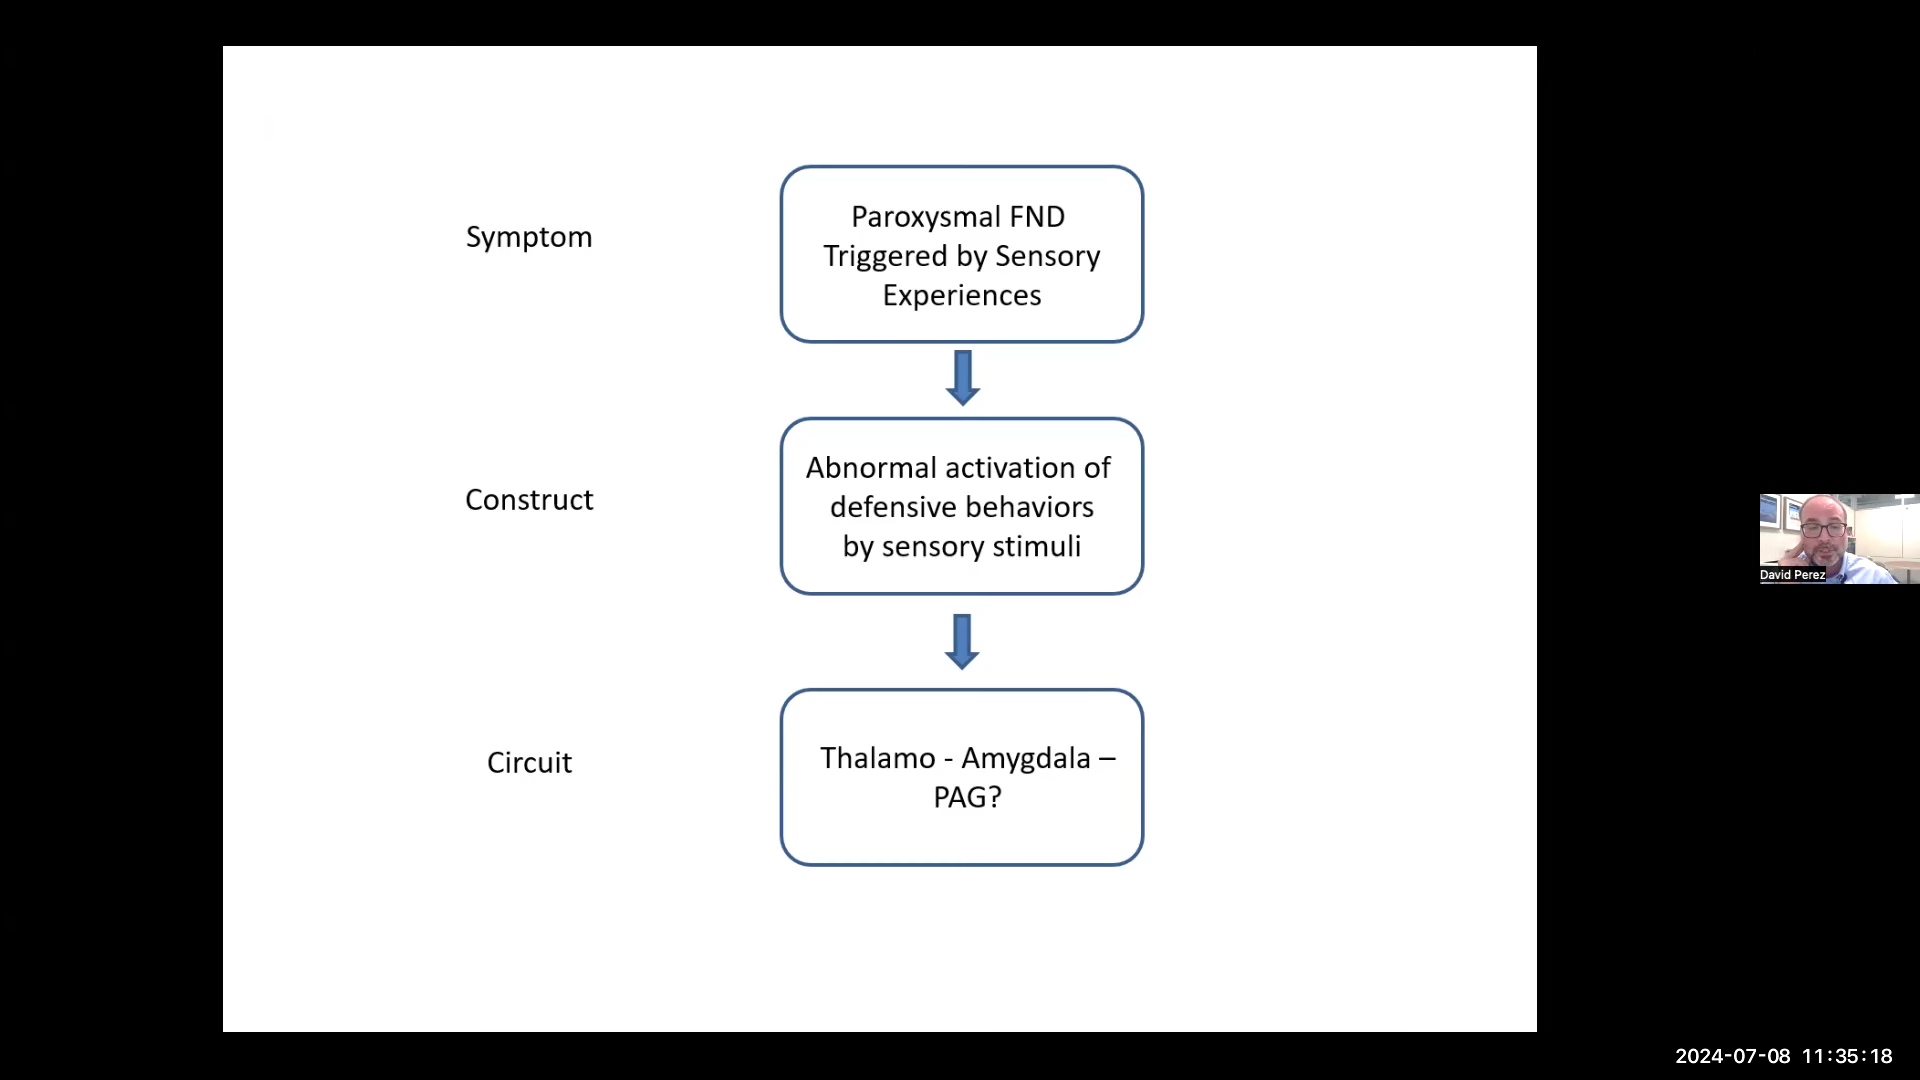 Symptom
Paroxysmal FND
Triggered by Sensory
Experiences
Construct
Abnormal activation of
defensive behaviors
by sensory stimuli
Circuit
Thalamo - Amygdala –
PAG?
David Perez
2024-07-08 11:35:18